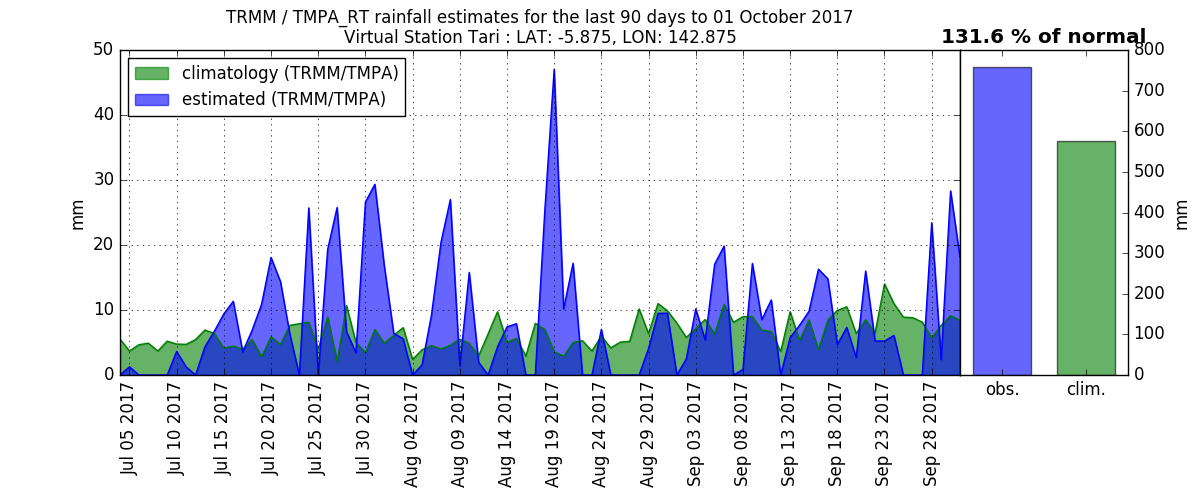 TRMM / TMPA_RT rainfall estimates for the last 90 days to 01 October 2017
Virtual Station Tari : LAT: -5.875, LON: 142.875
131.6 % of normal
climatology (TRMM/TMPA)
estimated (TRMM/TMPA)
mm
50
40
30
20
10
0
Jul 05 2017
Jul 10 2017
Jul 15 2017
Jul 20 2017
Jul 25 2017
Jul 30 2017
Aug 04 2017
Aug 09 2017
Aug 14 2017
Aug 19 2017
Aug 24 2017
Aug 29 2017
Sep 03 2017
Sep 08 2017
Sep 13 2017
Sep 18 2017
Sep 23 2017
Sep 28 2017
obs.
clim.
800
700
600
500
400
300
200
100
0
mm